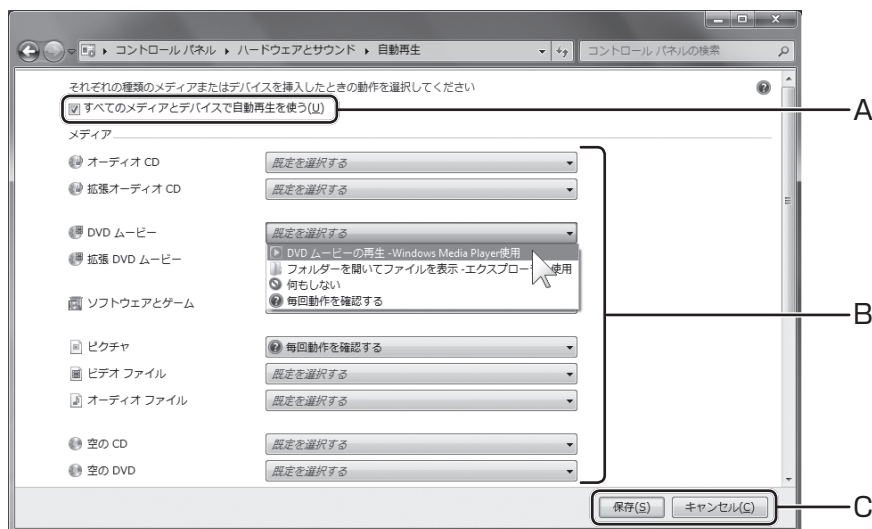 コントロール パネル ハードウェアとサウンド 自動再生 コントロール パネルの検索
それぞれの種類のメディアまたはデバイスを挿入したときの動作を選択してください
すべてのメディアとデバイスで自動再生を使う(U)
A
メディア
オーディオ CD 既定を選択する
拡張オーディオ CD 既定を選択する
DVD ムービー 既定を選択する
DVD ムービーの再生 -Windows Media Player使用
拡張 DVD ムービー
フォルダーを開いてファイルを表示 -エクスプロー 使用
何もしない
ソフトウェアとゲーム
毎回動作を確認する
B
ピクチャ 毎回動作を確認する
ビデオ ファイル 既定を選択する
オーディオ ファイル 既定を選択する
空の CD 既定を選択する
空の DVD 既定を選択する
保存(S) キャンセル(C)
C